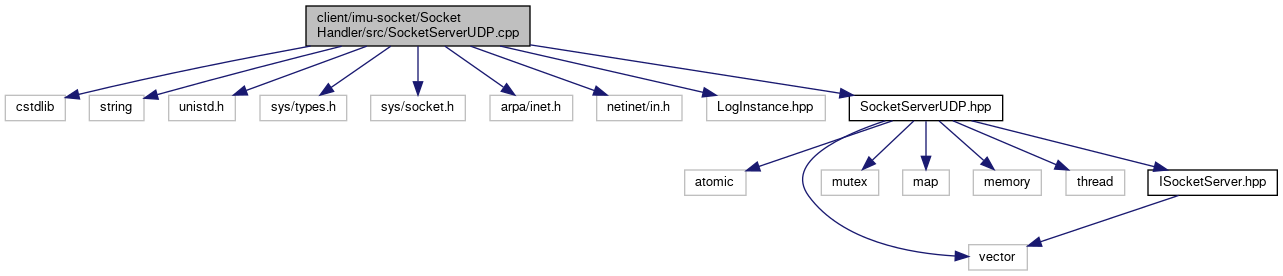 client/imu-socket/Socket
Handler/src/SocketServerUDP.cpp
cstdlib
string
unistd.h
sys/types.h
sys/socket.h
arpa/inet.h
netinet/in.h
LogInstance.hpp
SocketServerUDP.hpp
atomic
mutex
map
memory
thread
ISocketServer.hpp
vector